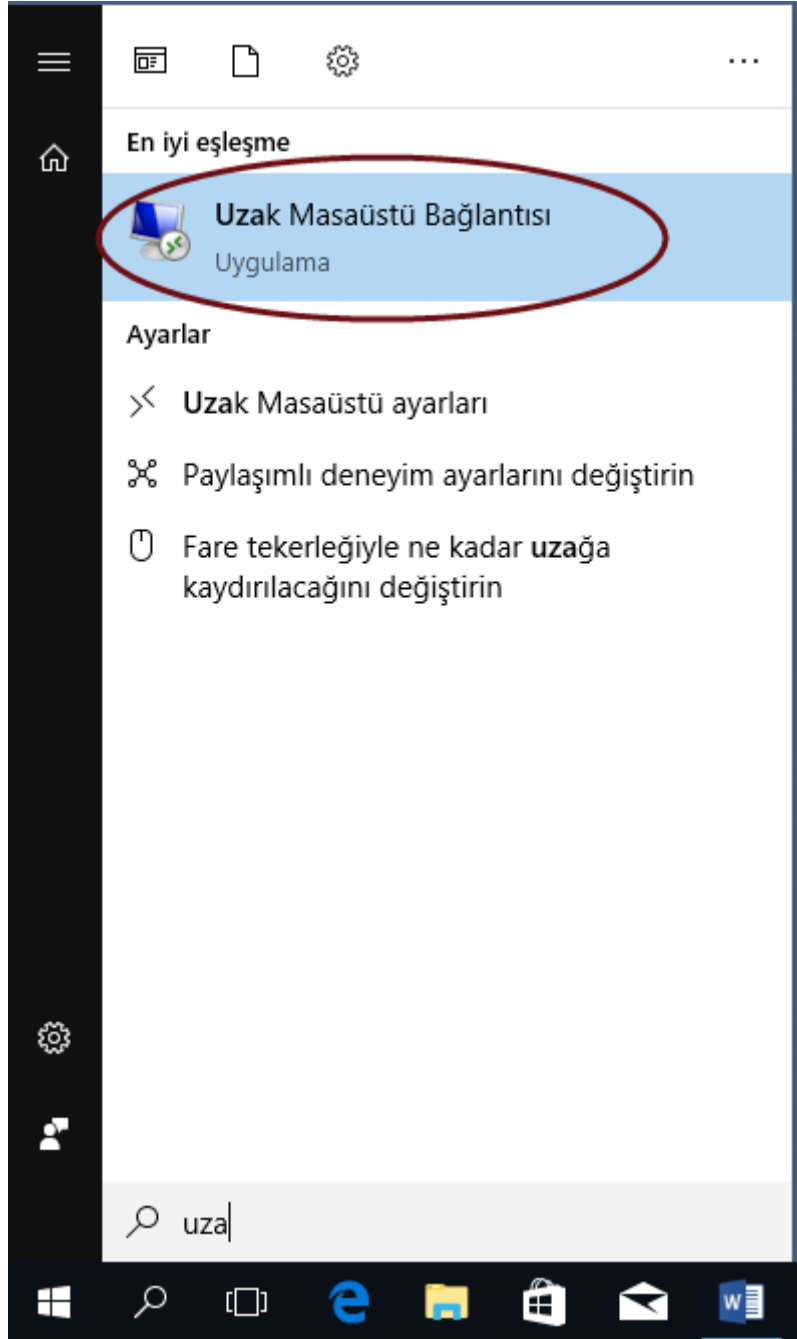 En iyi eşleşme
Uzak Masaüstü Bağlantısı
Uygulama
Ayarlar
Uzak Masaüstü ayarları
Paylaşımlı deneyim ayarlarını değiştirin
Fare tekerleğiyle ne kadar uzağa
kaydırılacağını değiştirin
uza